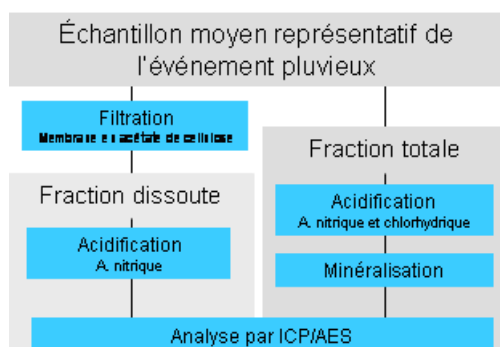 Échantillon moyen représentatif de
l'événement pluvieux
Filtration
Membrane en acétate de cellulose
Fraction totale
Fraction dissoute
Acidification
A. nitrique et chlorhydrique
Acidification
A. nitrique
Minéralisation
Analyse par ICP/AES